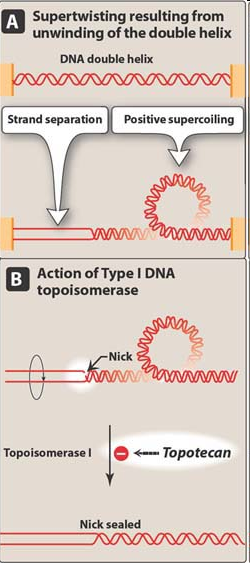 A Supertwisting resulting from
unwinding of the double helix
DNA double helix
Strand separation
Positive supercoiling
B Action of Type I DNA
topoisomerase
Nick
Topoisomerase I
Topotecan
Nick sealed